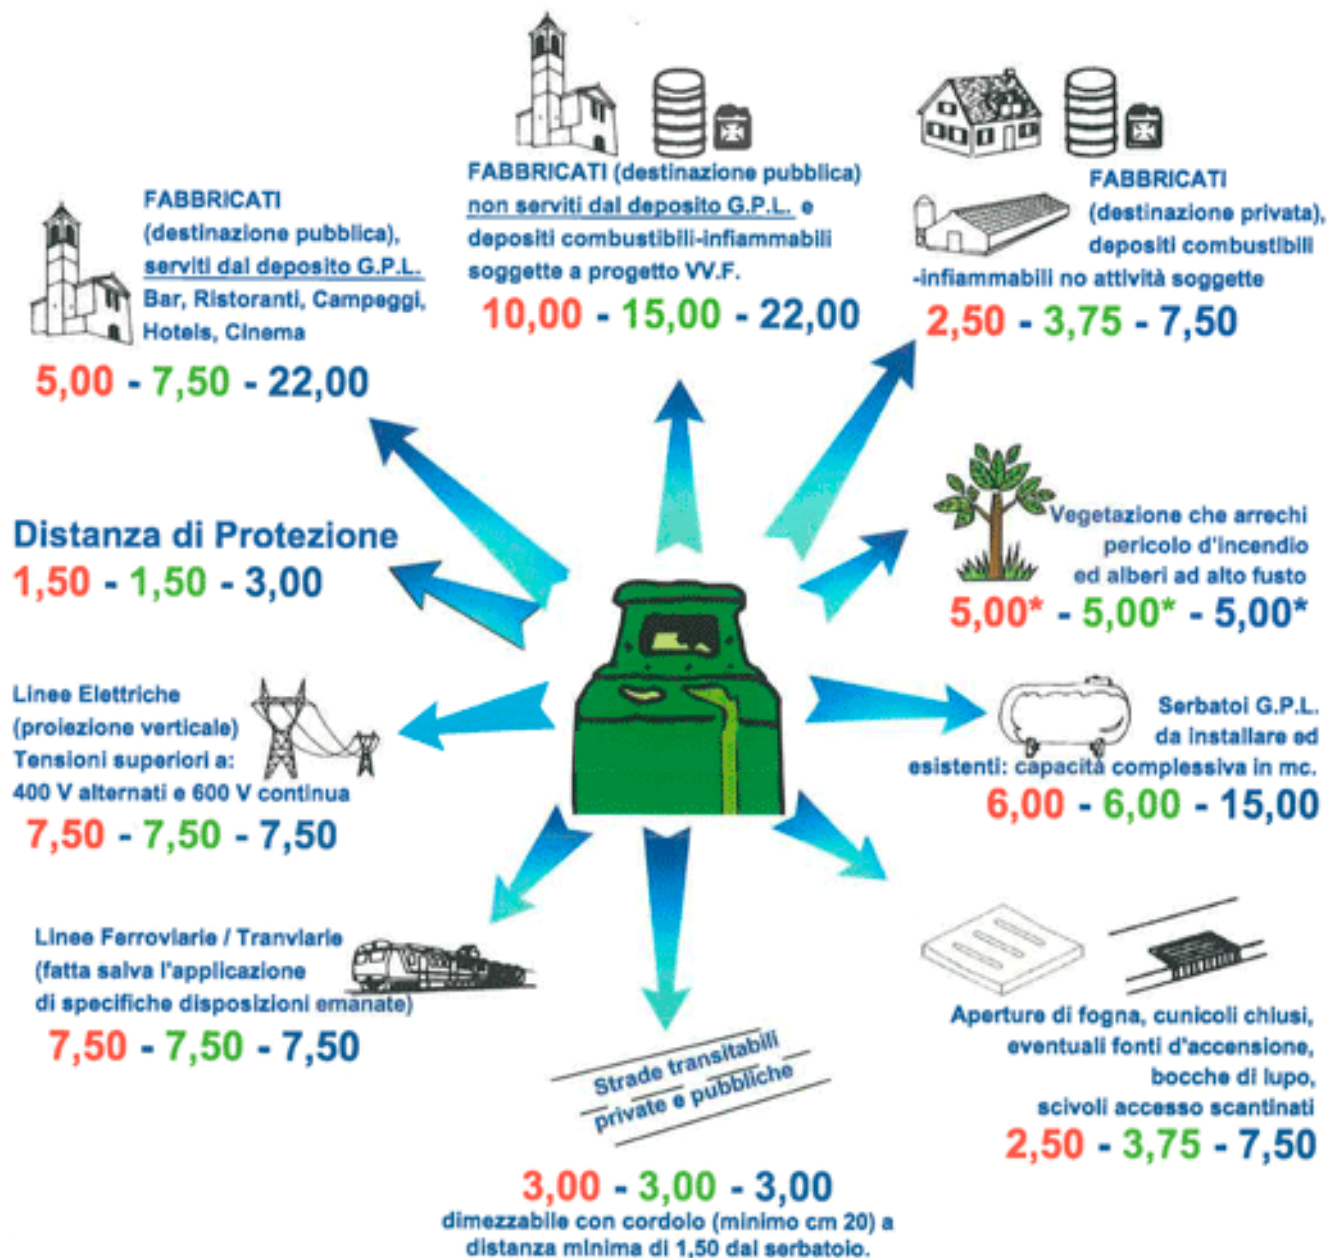 FABBRICATI
(destinazione pubblica),
serviti dal deposito G.P.L.
Bar, Ristoranti, Campeggi,
Hotels, Cinema
5,00 - 7,50 - 22,00
FABBRICATI (destinazione pubblica)
non serviti dal deposito G.P.L. e
depositi combustibili-infiammabili
soggette a progetto VV.F.
10,00 - 15,00 - 22,00
FABBRICATI
(destinazione privata),
depositi combustibili
-infiammabili no attività soggette
2,50 - 3,75 - 7,50
Distanza di Protezione
1,50 - 1,50 - 3,00
Vegetazione che arrechi
pericolo d'incendio
ed alberi ad alto fusto
5,00* - 5,00* - 5,00*
Linee Elettriche
(proiezione verticale)
Tensioni superiori a:
400 V alternati e 600 V continua
7,50 - 7,50 - 7,50
Serbatoi G.P.L.
da installare ed
esistenti: capacità complessiva in mc.
6,00 - 6,00 - 15,00
Linee Ferroviarie / Tranviarie
(fatta salva l'applicazione
di specifiche disposizioni emanate)
7,50 - 7,50 - 7,50
Strade transitabili
private e pubbliche
3,00 - 3,00 - 3,00
dimezzabile con cordolo (minimo cm 20) a
distanza minima di 1,50 dal serbatoio.
Aperture di fogna, cunicoli chiusi,
eventuali fonti d'accensione,
bocche di lupo,
scivoli accesso scantinati
2,50 - 3,75 - 7,50